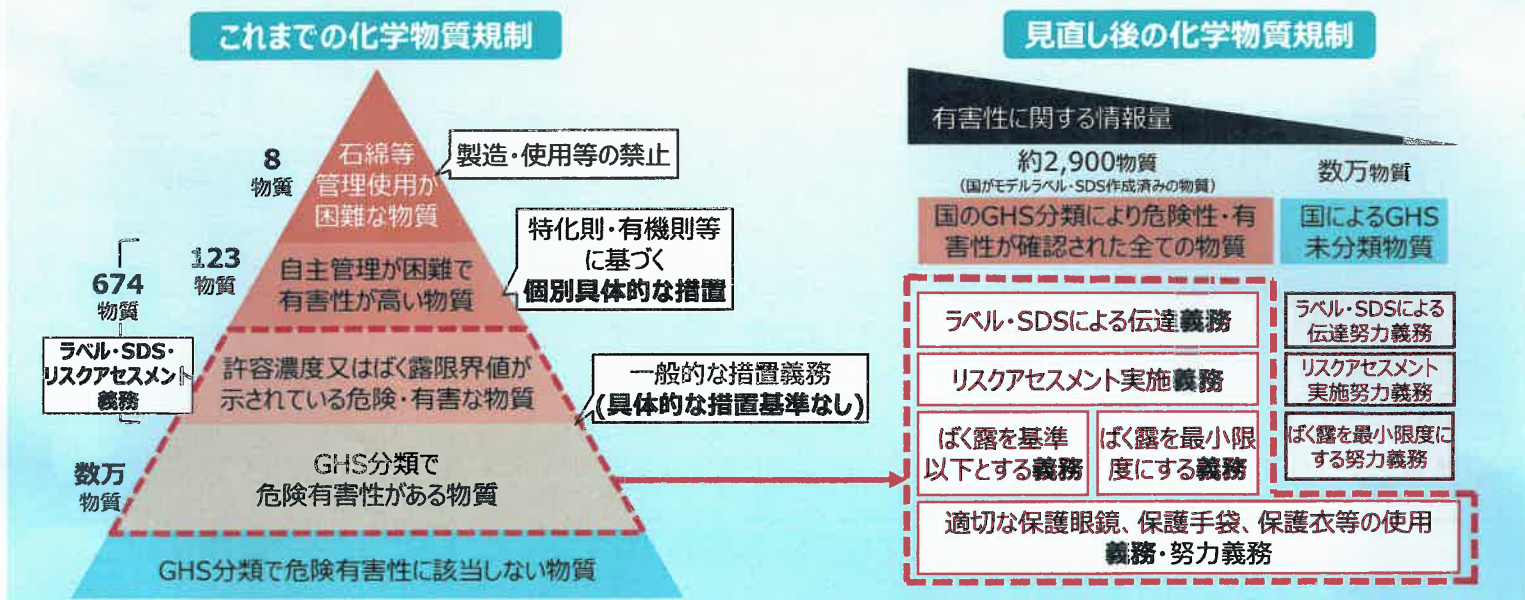 これまでの化学物質規制
8
物質
石綿等
管理使用が
困難な物質
製造・使用等の禁止
674
物質
123
物質
自主管理が困難で
有害性が高い物質
特化則・有機則等
に基づく
個別具体的な措置
ラベル・SDS・
リスクアセスメント
義務
許容濃度又はばく露限界値が
示されている危険・有害な物質
一般的な措置義務
(具体的な措置基準なし)
数万
物質
GHS分類で
危険有害性がある物質
GHS分類で危険有害性に該当しない物質
見直し後の化学物質規制
有害性に関する情報量
約2,900物質
(国がモデルラベル・SDS作成済みの物質)
数万物質
国のGHS分類により危険性・有
害性が確認された全ての物質
国によるGHS
未分類物質
ラベル・SDSによる伝達義務
ラベル・SDSによる
伝達努力義務
リスクアセスメント実施義務
リスクアセスメント
実施努力義務
ばく露を基準
以下とする義務
ばく露を最小限
度にする義務
ばく露を最小限度に
する努力義務
適切な保護眼鏡、保護手袋、保護衣等の使用
義務・努力義務